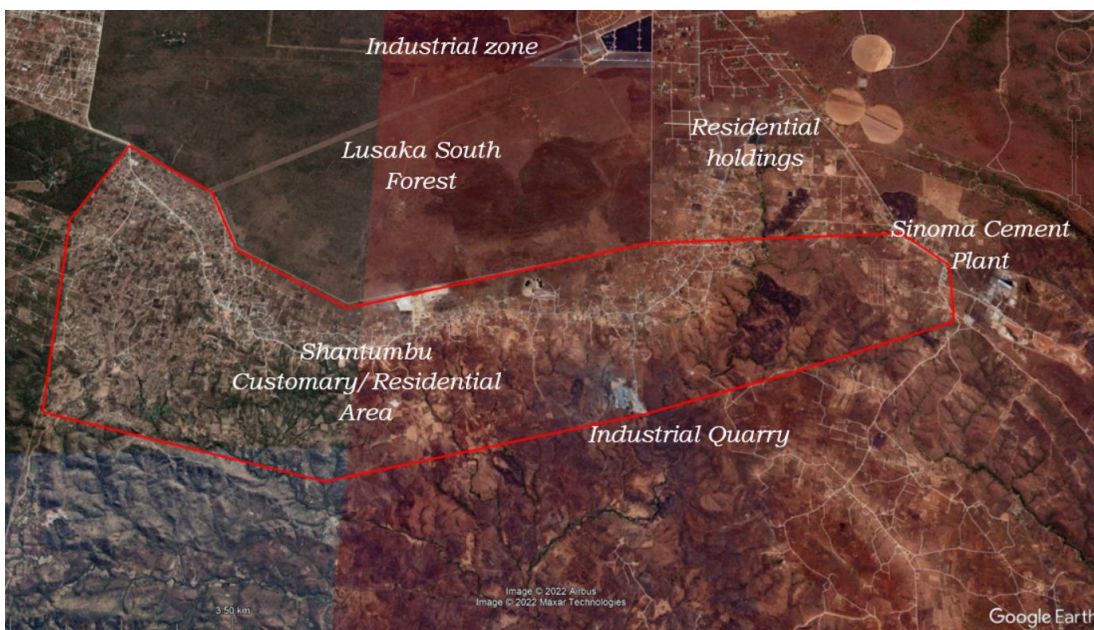 Industrial zone
Lusaka South
Forest
Residential
holdings
Sinoma Cement
Plant
Shantumbu
Customary/Residential
Area
Industrial Quarry
Image © 2022 Airbus
Image © 2022 Maxar Technologies
3.50 km
Google Earth